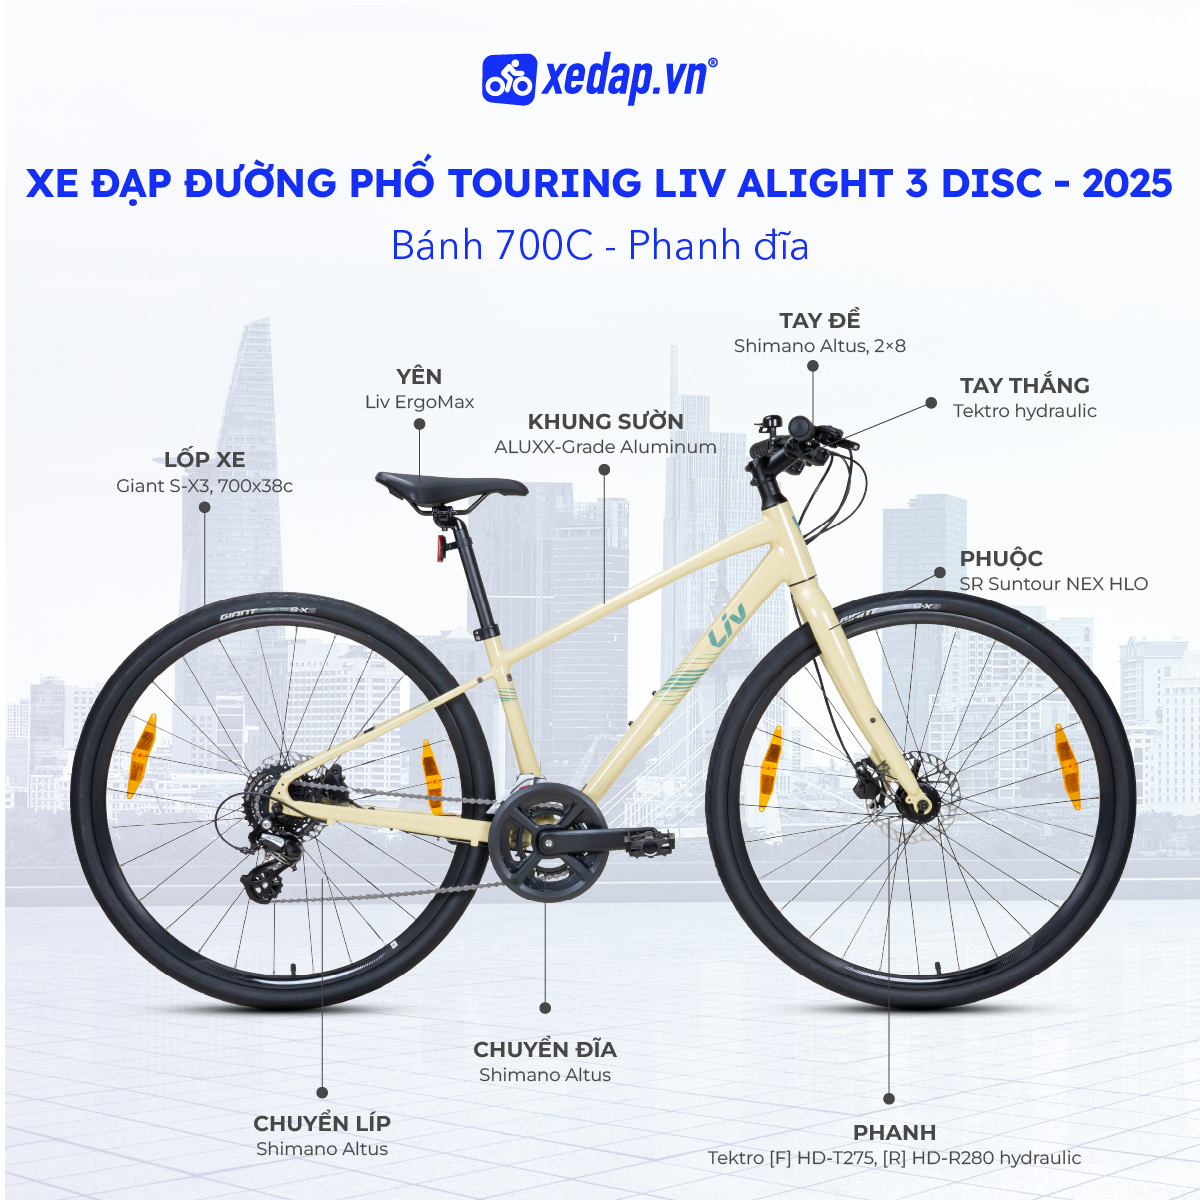 xedap.vn®
XE ĐẠP ĐƯỜNG PHỐ TOURING LIV ALIGHT 3 DISC - 2025
Bánh 700C - Phanh đĩa
TAY ĐỀ
Shimano Altus, 2×8
YÊN
Liv ErgoMax
TAY THẮNG
Tektro hydraulic
KHUNG SƯỜN
ALUXX-Grade Aluminum
LỐP XE
Giant S-X3, 700x38c
PHUỘC
SR Suntour NEX HLO
GIANT S-X3
GIANT S-X3
Liv
CHUYỂN ĐĨA
Shimano Altus
CHUYỂN LÍP
Shimano Altus
PHANH
Tektro [F] HD-T275, [R] HD-R280 hydraulic